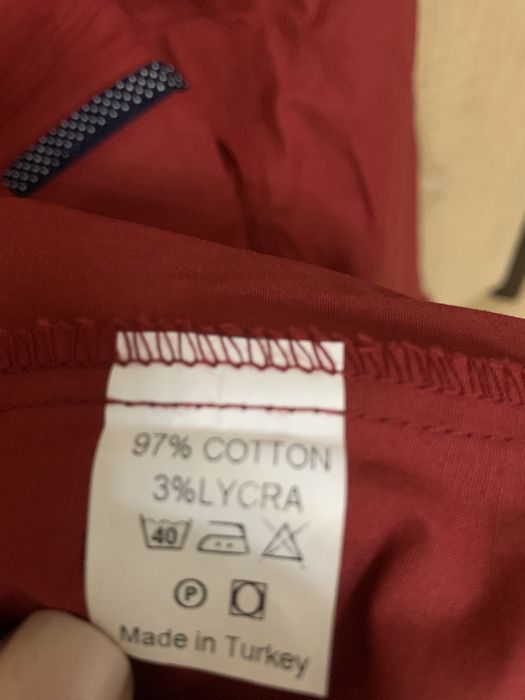 97% COTTON
3%LYCRA
40
P
Made in Turkey